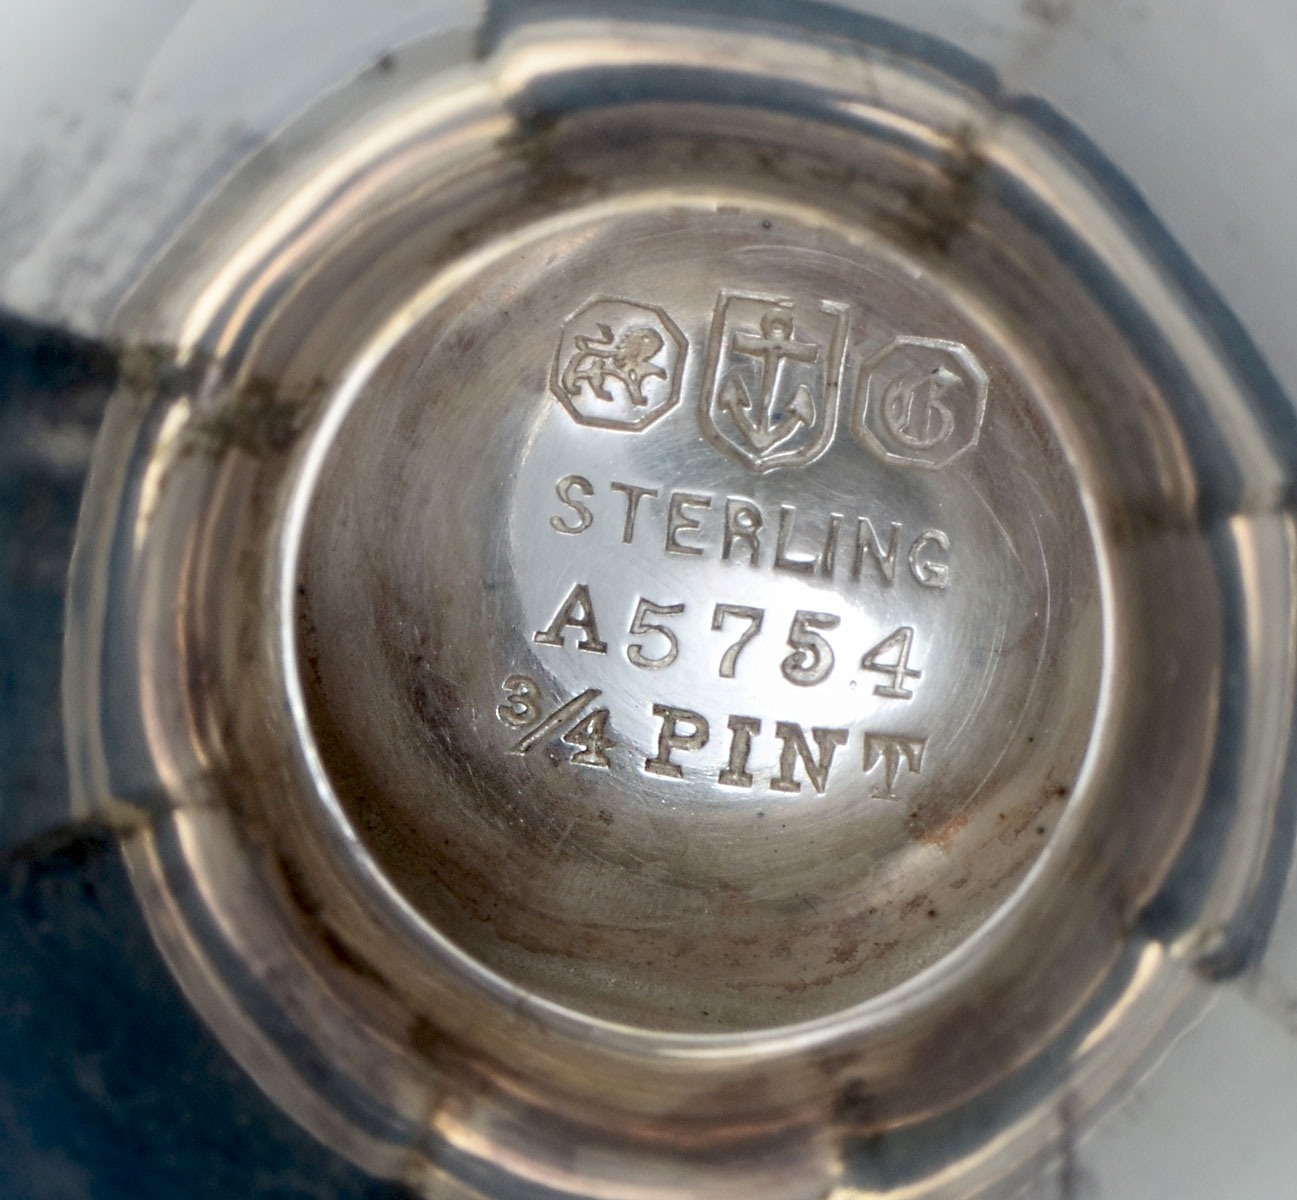 G
STERLING
A5754
3/4 PINT